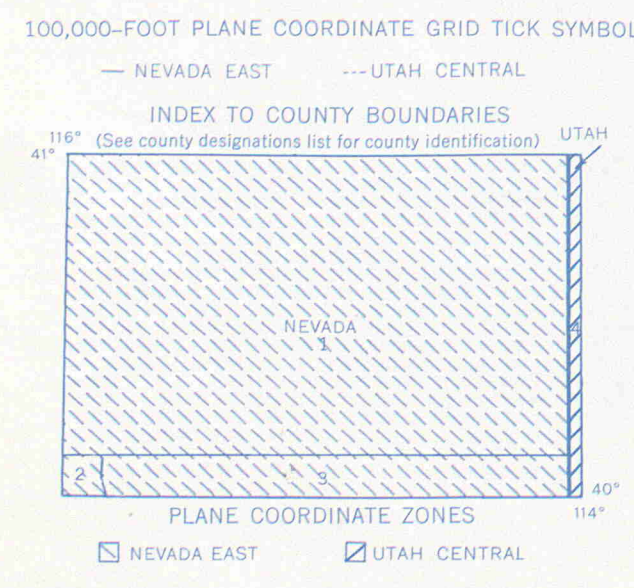 100,000-FOOT PLANE COORDINATE GRID TICK SYMBOL
— NEVADA EAST --- UTAH CENTRAL
INDEX TO COUNTY BOUNDARIES
116° (See county designations list for county identification) UTAH
41°
NEVADA
1
4
2
3
40°
114°
PLANE COORDINATE ZONES
NEVADA EAST UTAH CENTRAL